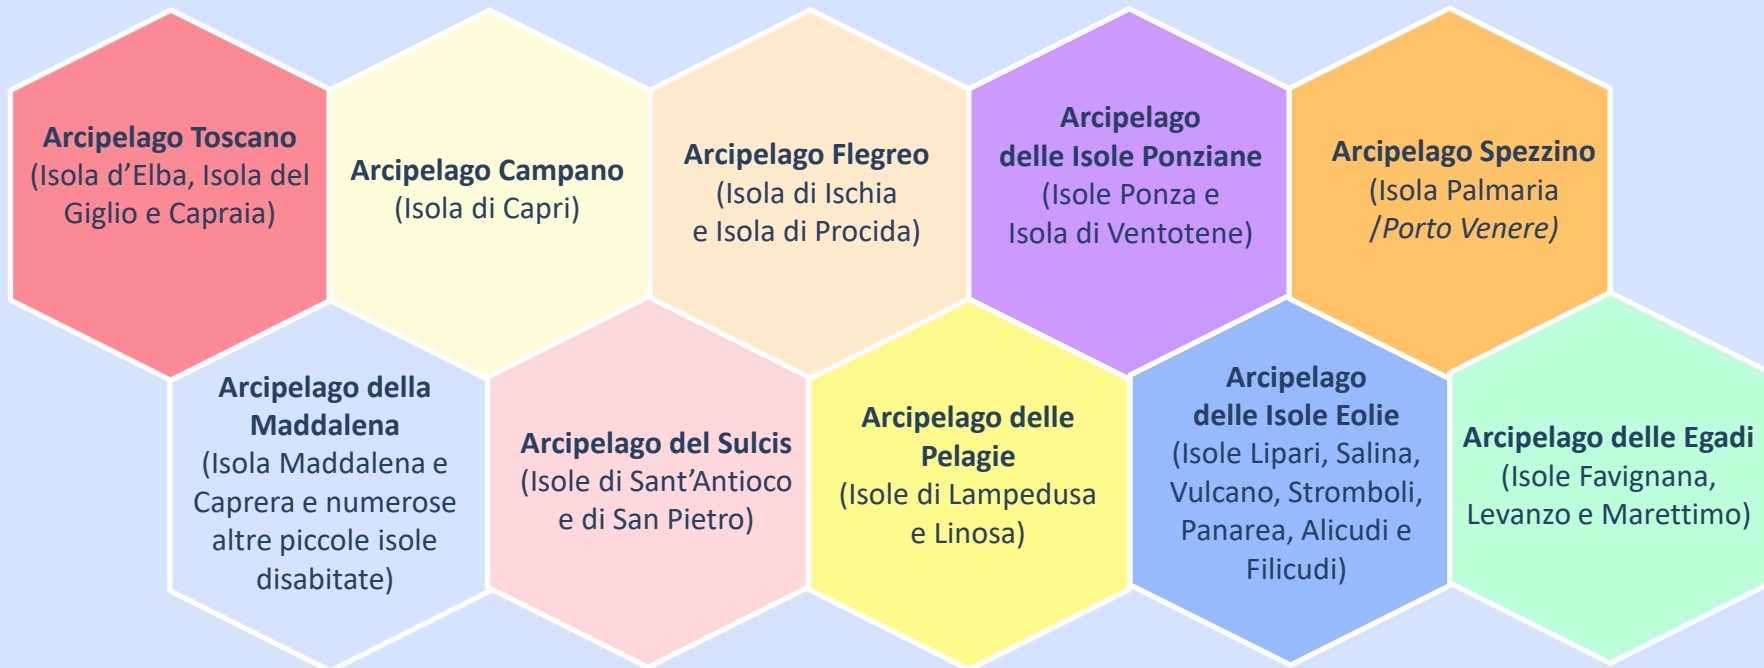 Arcipelago Toscano
(Isola d’Elba, Isola del
Giglio e Capraia)
Arcipelago Campano
(Isola di Capri)
Arcipelago Flegreo
(Isola di Ischia
e Isola di Procida)
Arcipelago
delle Isole Ponziane
(Isole Ponza e
Isola di Ventotene)
Arcipelago Spezzino
(Isola Palmaria
/Porto Venere)
Arcipelago della
Maddalena
(Isola Maddalena e
Caprera e numerose
altre piccole isole
disabitate)
Arcipelago del Sulcis
(Isole di Sant’Antioco
e di San Pietro)
Arcipelago delle
Pelagie
(Isole di Lampedusa
e Linosa)
Arcipelago
delle Isole Eolie
(Isole Lipari, Salina,
Vulcano, Stromboli,
Panarea, Alicudi e
Filicudi)
Arcipelago delle Egadi
(Isole Favignana,
Levanzo e Marettimo)